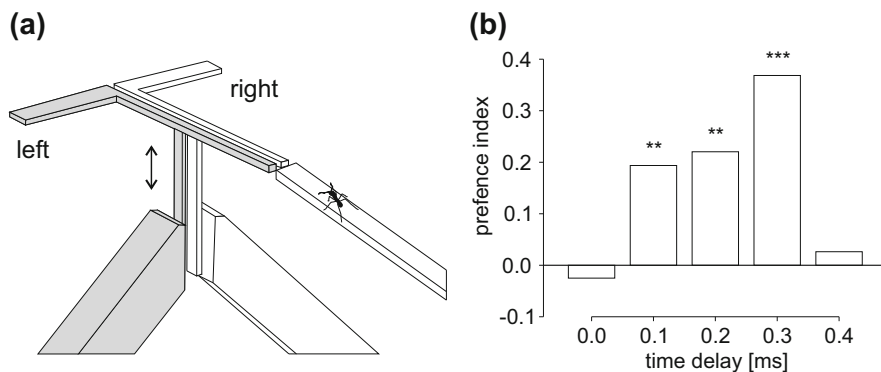 (a)
left
right
(b)
prefence index
0.4
0.3
0.2
0.1
0.0
-0.1
**
**
***
0.0 0.1 0.2 0.3 0.4
time delay [ms]